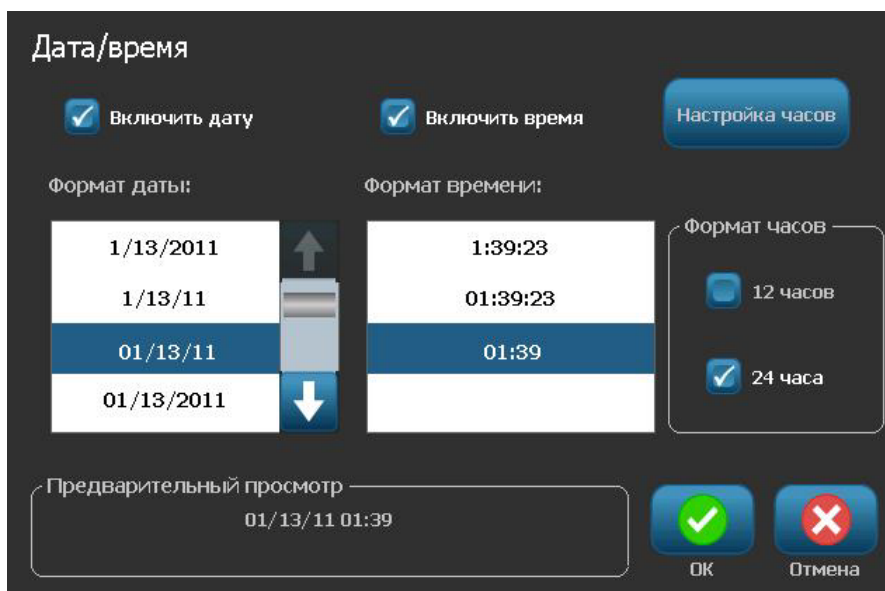 Дата/время
Включить дату
Включить время
Настройка часов
Формат даты:
Формат времени:
1/13/2011
1/13/11
01/13/11
01/13/2011
1:39:23
01:39:23
01:39
Формат часов
12 часов
24 часа
Предварительный просмотр
01/13/11 01:39
ОК
Отмена